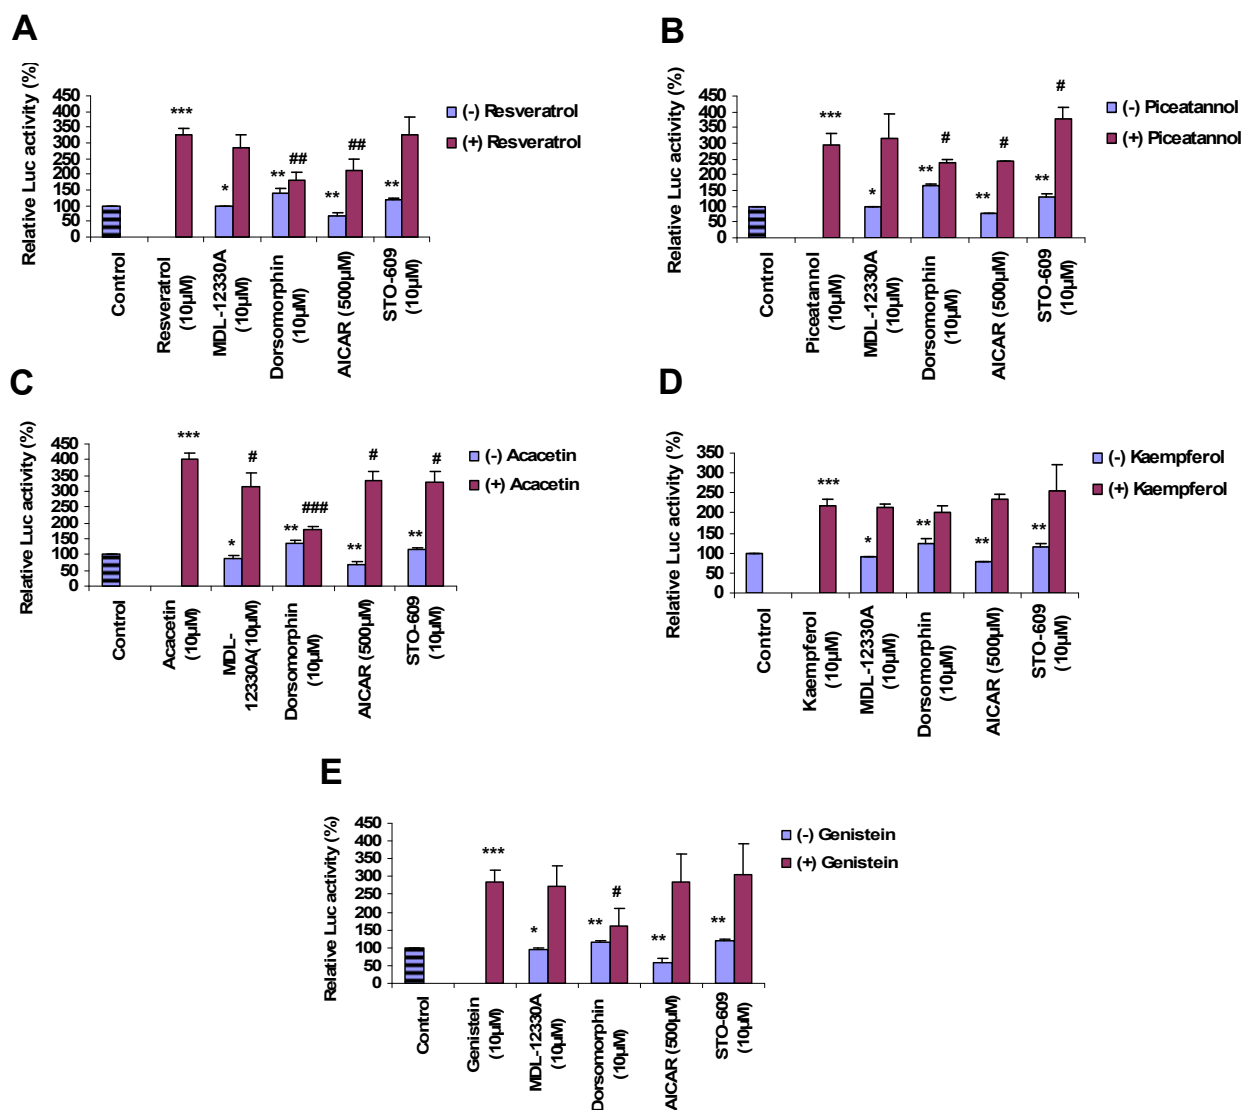 A
Relative Luc activity (%)
450
400
350
300
250
200
150
100
50
0
***
*
**
##
**
##
**
(-) Resveratrol
(+) Resveratrol
Control
Resveratrol
(10µM)
MDL-12330A
(10µM)
Dorsomorphin
(10µM)
AICAR (500µM)
STO-609
(10µM)
B
Relative Luc activity (%)
450
400
350
300
250
200
150
100
50
0
***
*
**
#
**
#
**
#
(-) Piceatannol
(+) Piceatannol
Control
Piceatannol
(10µM)
MDL-12330A
(10µM)
Dorsomorphin
(10µM)
AICAR (500µM)
STO-609
(10µM)
C
Relative Luc activity (%)
450
400
350
300
250
200
150
100
50
0
***
*
#
**
###
**
#
**
#
(-) Acacetin
(+) Acacetin
Control
Acacetin
(10µM)
MDL-
12330A(10µM)
Dorsomorphin
(10µM)
AICAR (500µM)
STO-609
(10µM)
D
Relative Luc activity (%)
350
300
250
200
150
100
50
0
***
*
**
**
**
(-) Kaempferol
(+) Kaempferol
Control
Kaempferol
(10µM)
MDL-12330A
(10µM)
Dorsomorphin
(10µM)
AICAR (500µM)
STO-609
(10µM)
E
Relative Luc activity (%)
450
400
350
300
250
200
150
100
50
0
***
*
**
#
**
**
(-) Genistein
(+) Genistein
Control
Genistein
(10µM)
MDL-12330A
(10µM)
Dorsomorphin
(10µM)
AICAR (500µM)
STO-609
(10µM)